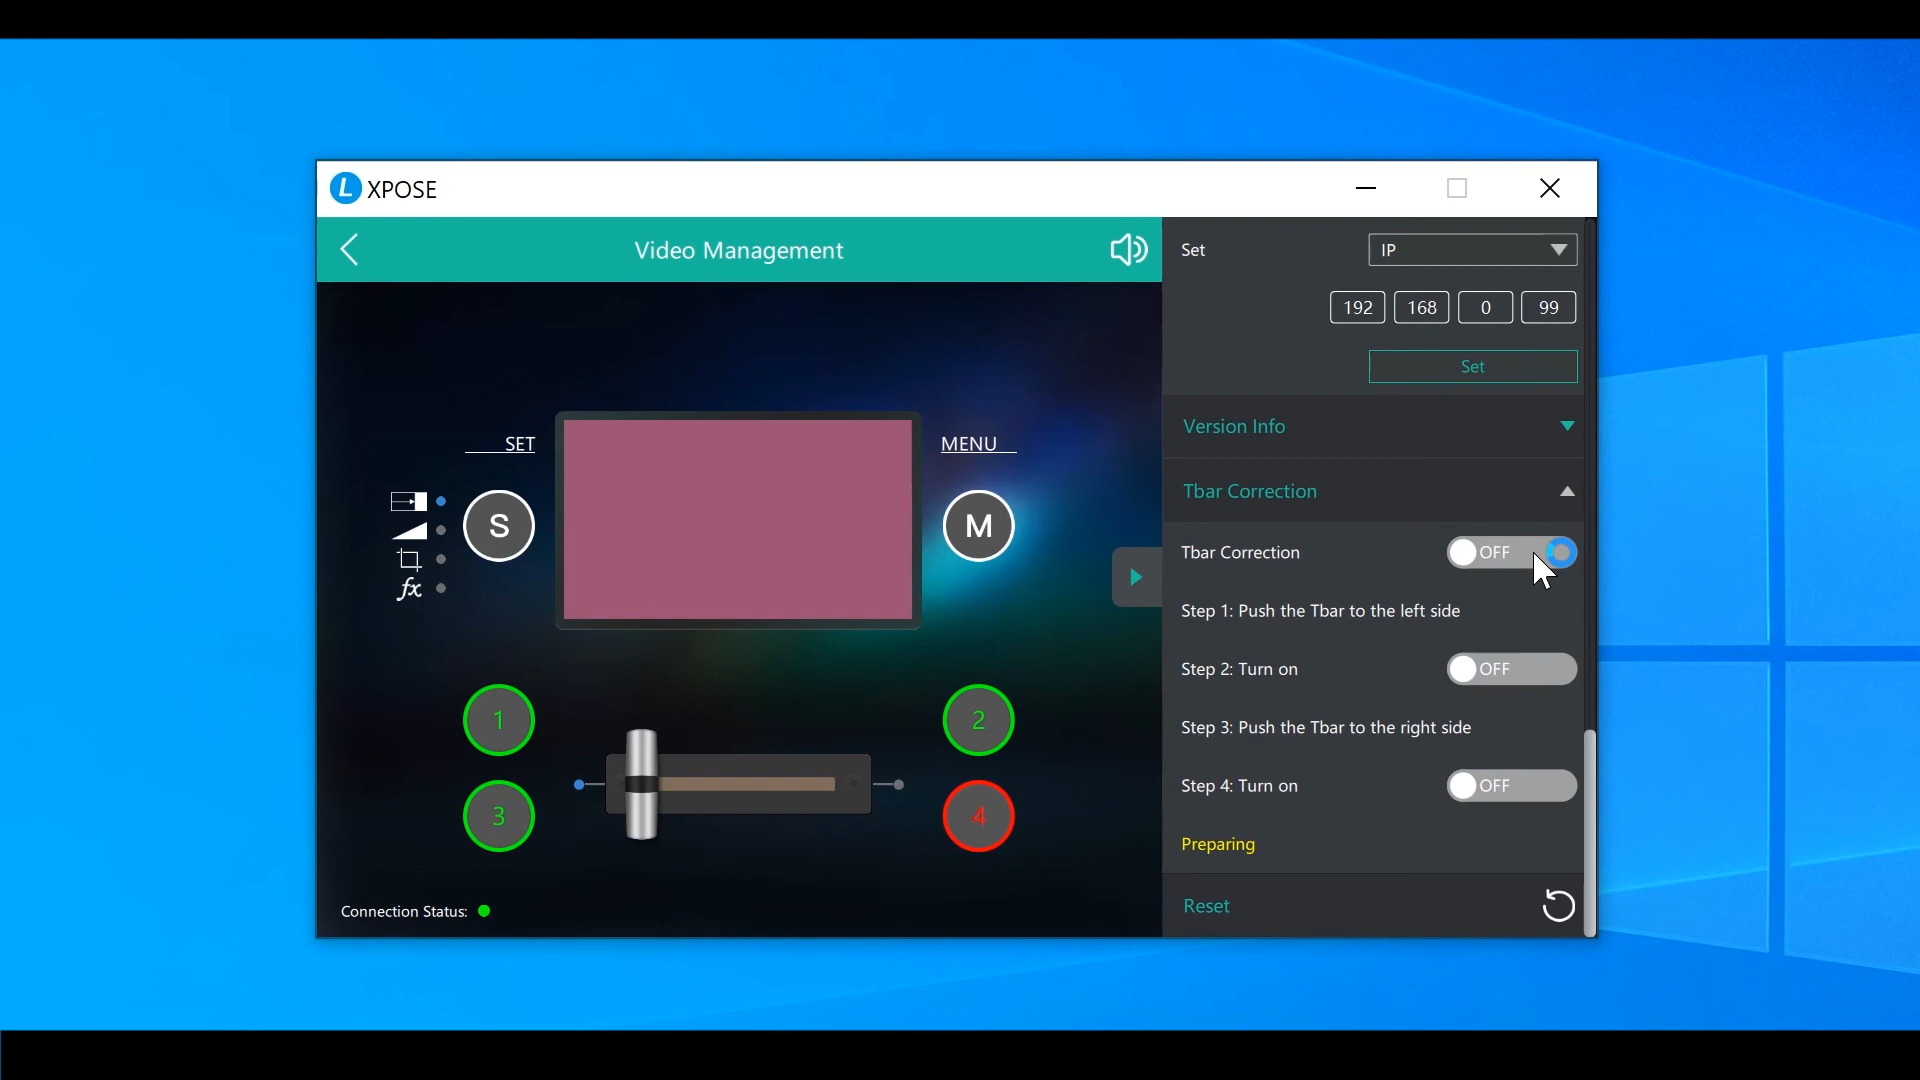 L XPOSE
Video Management
SET
MENU
S
M
fx
1
2
3
4
Connection Status:
Set
IP
192 168 0 99
Set
Version Info
Tbar Correction
Tbar Correction OFF
Step 1: Push the Tbar to the left side
Step 2: Turn on OFF
Step 3: Push the Tbar to the right side
Step 4: Turn on OFF
Preparing
Reset